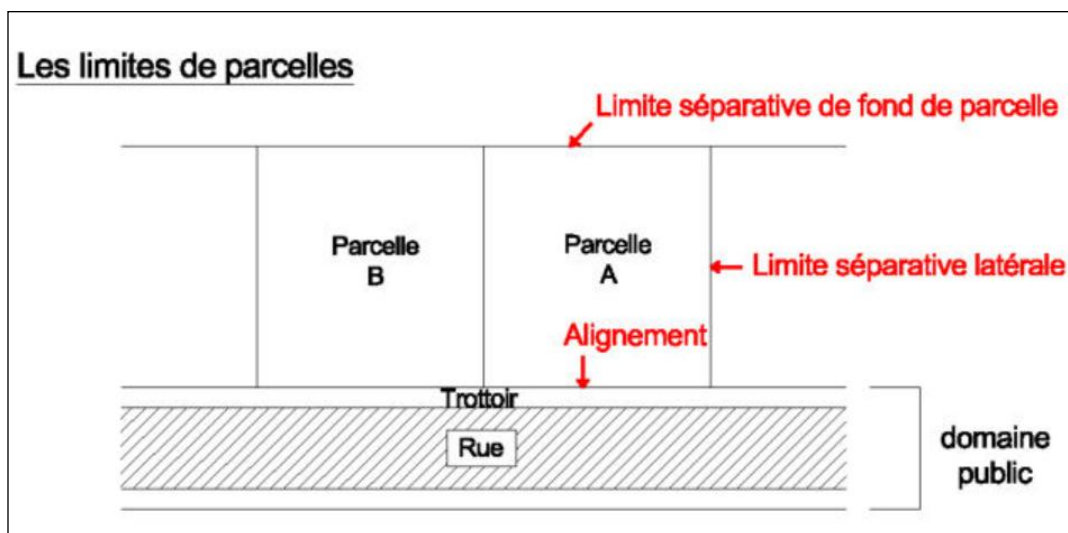 Les limites de parcelles
Limite séparative de fond de parcelle
Parcelle
B
Parcelle
A
Limite séparative latérale
Alignement
Trottoir
Rue
domaine
public